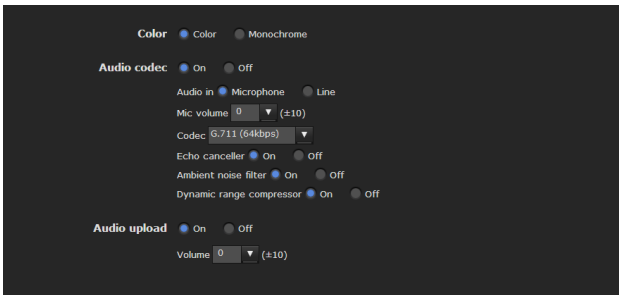 Color Color Monochrome
Audio codec On Off
Audio in Microphone Line
Mic volume 0 (±10)
Codec G.711 (64kbps)
Echo canceller On Off
Ambient noise filter On Off
Dynamic range compressor On Off
Audio upload On Off
Volume 0 (±10)